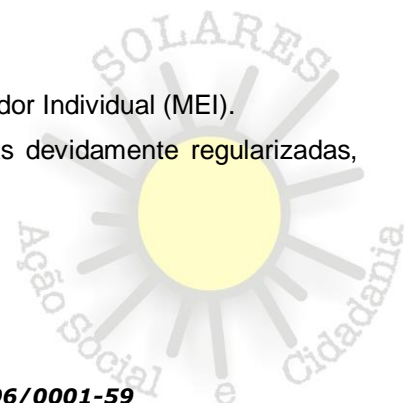 SOLARES
dor Individual (MEI).
s devidamente regularizadas,
Ação Social e Cidadania
06/0001-59